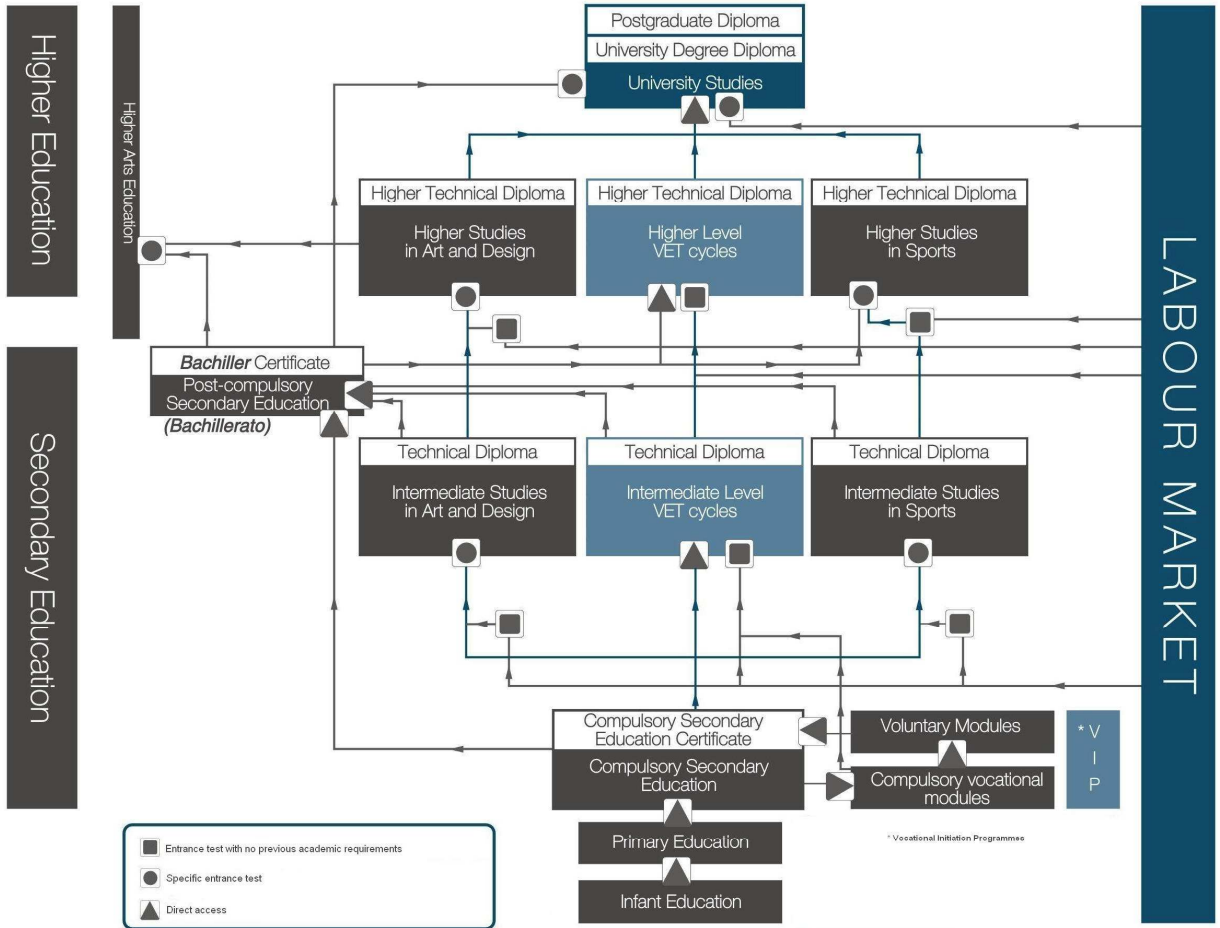 Higher Education
Higher Arts Education
Postgraduate Diploma
University Degree Diploma
University Studies
Higher Technical Diploma
Higher Studies
in Art and Design
Higher Technical Diploma
Higher Level
VET cycles
Higher Technical Diploma
Higher Studies
in Sports
LABOUR MARKET
Secondary Education
Bachiller Certificate
Post-compulsory
Secondary Education
(Bachillerato)
Technical Diploma
Intermediate Studies
in Art and Design
Technical Diploma
Intermediate Level
VET cycles
Technical Diploma
Intermediate Studies
in Sports
Compulsory Secondary
Education Certificate
Compulsory Secondary
Education
Voluntary Modules
Compulsory vocational
modules
* V
I
P
Primary Education
Infant Education
* Vocational Initiation Programmes
Entrance test with no previous academic requirements
Specific entrance test
Direct access